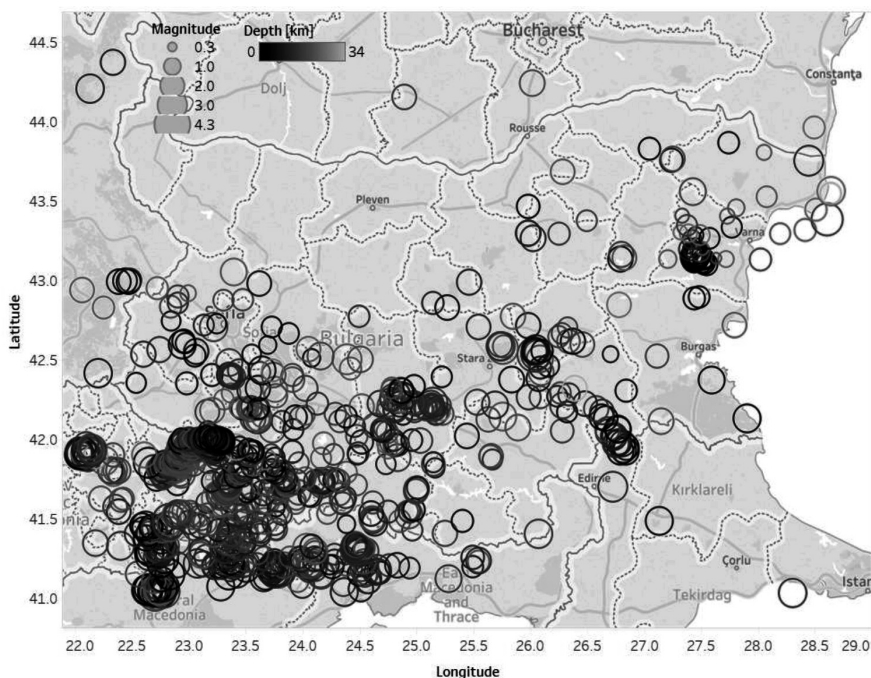 Magnitude
0.3
1.0
2.0
3.0
4.3
Depth [km]
0
34
Bucharest
Constanţa
Dolj
Rousse
Pleven
Varna
Sofia
Bulgaria
Stara
Burgas
Edirne
Kırklareli
Çorlu
Istan
Tekirdag
Macedonia
Macedonia
and
Thrace
Latitude
44.5
44.0
43.5
43.0
42.5
42.0
41.5
41.0
22.0 22.5 23.0 23.5 24.0 24.5 25.0 25.5 26.0 26.5 27.0 27.5 28.0 28.5 29.0
Longitude